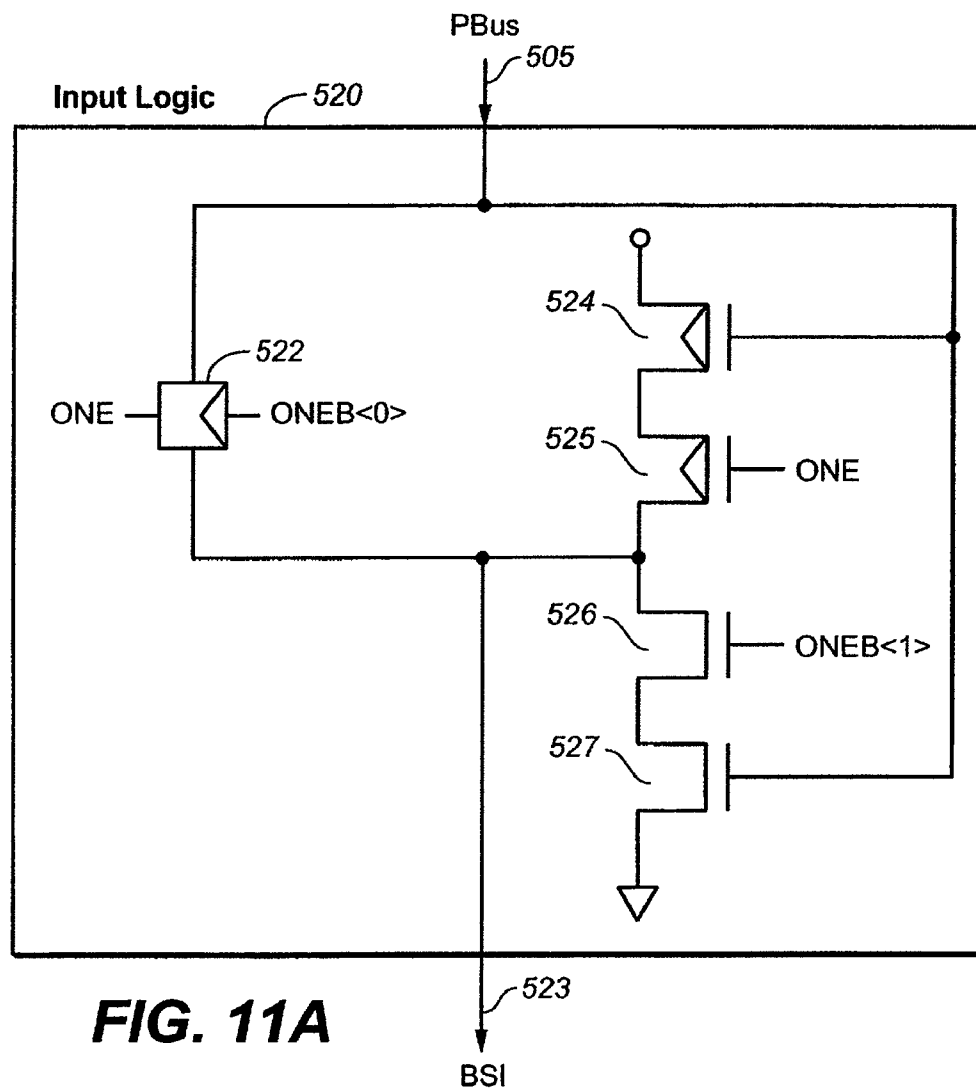 PBus
505
Input Logic
520
524
522
ONE
ONEB<0>
525
ONE
526
ONEB<1>
527
523
FIG. 11A
BSI